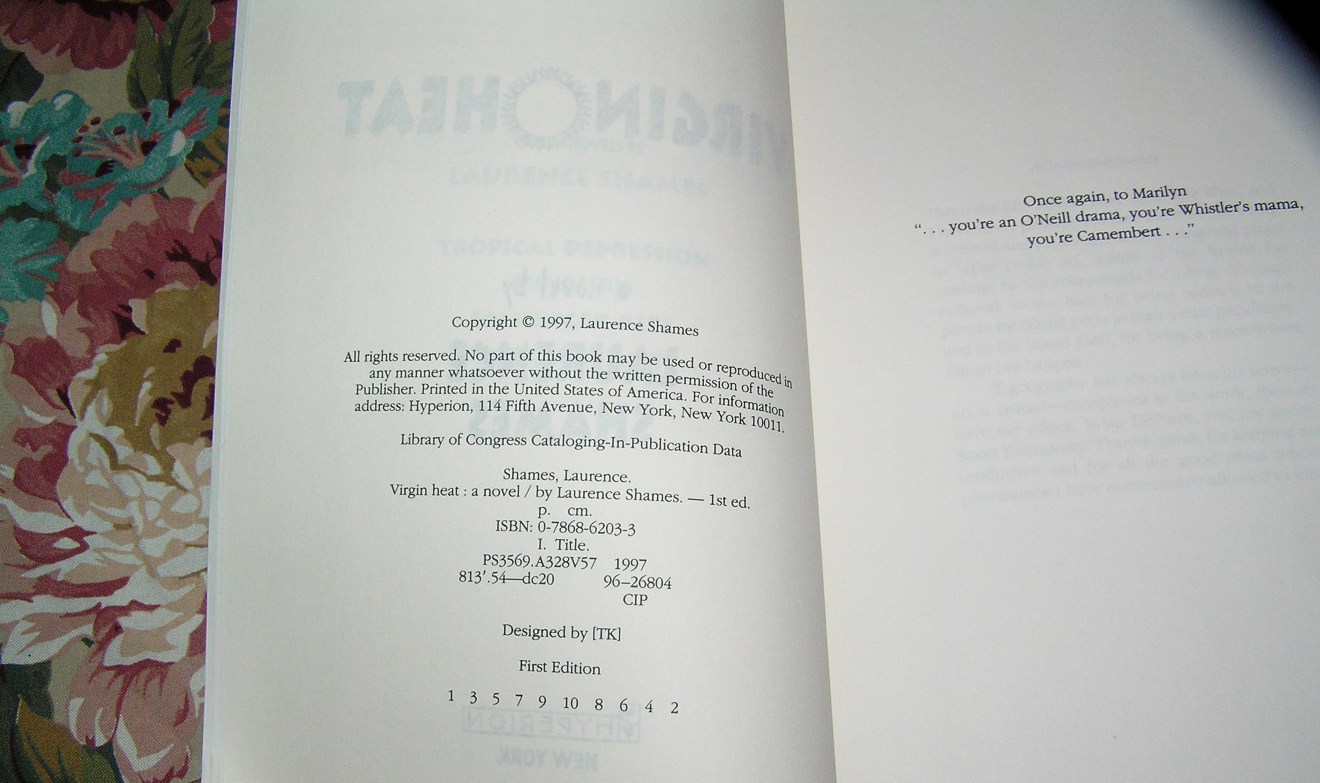 Copyright © 1997, Laurence Shames
All rights reserved. No part of this book may be used or reproduced in
any manner whatsoever without the written permission of the
Publisher. Printed in the United States of America. For information
address: Hyperion, 114 Fifth Avenue, New York, New York 10011.
Library of Congress Cataloging-In-Publication Data
Shames, Laurence.
Virgin heat : a novel / by Laurence Shames. — 1st ed.
p. cm.
ISBN: 0-7868-6203-3
I. Title.
PS3569.A328V57 1997
813'.54—dc20 96–26804
CIP
Designed by [TK]
First Edition
1 3 5 7 9 10 8 6 4 2
Once again, to Marilyn
“. . . you're an O'Neill drama, you're Whistler's mama,
you're Camembert . . .”